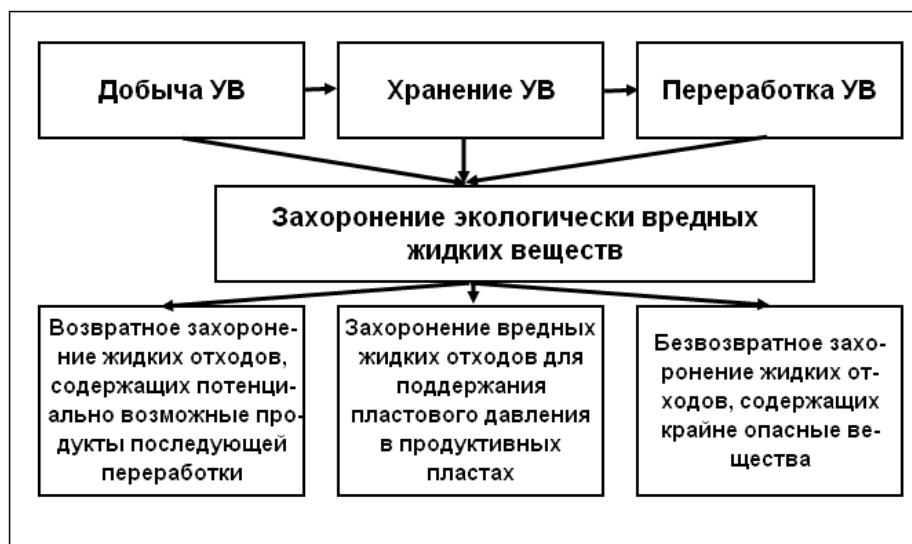 Добыча УВ
Хранение УВ
Переработка УВ
Захоронение экологически вредных
жидких веществ
Возвратное захороне-
ние жидких отходов,
содержащих потенци-
ально возможные про-
дукты последующей
переработки
Захоронение вредных
жидких отходов для
поддержания
пластового давления
в продуктивных
пластах
Безвозвратное захо-
ронение жидких от-
ходов, содержащих
крайне опасные ве-
щества